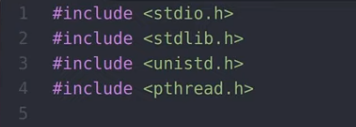 1 #include <stdio.h>
2 #include <stdlib.h>
3 #include <unistd.h>
4 #include <pthread.h>
5